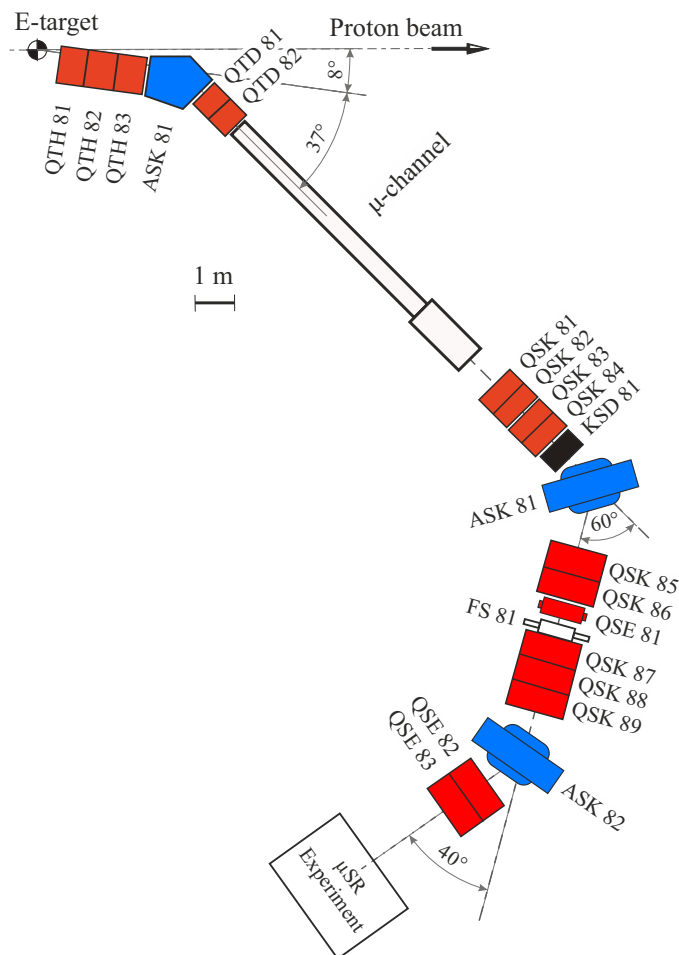 E-target
Proton beam
QTD 81
QTD 82
8°
QTH 81
QTH 82
QTH 83
ASK 81
37°
μ-channel
1 m
QSK 81
QSK 82
QSK 83
QSK 84
KSD 81
ASK 81
60°
QSK 85
QSK 86
QSE 81
FS 81
QSK 87
QSK 88
QSK 89
QSE 82
QSE 83
ASK 82
40°
μSR
Experiment